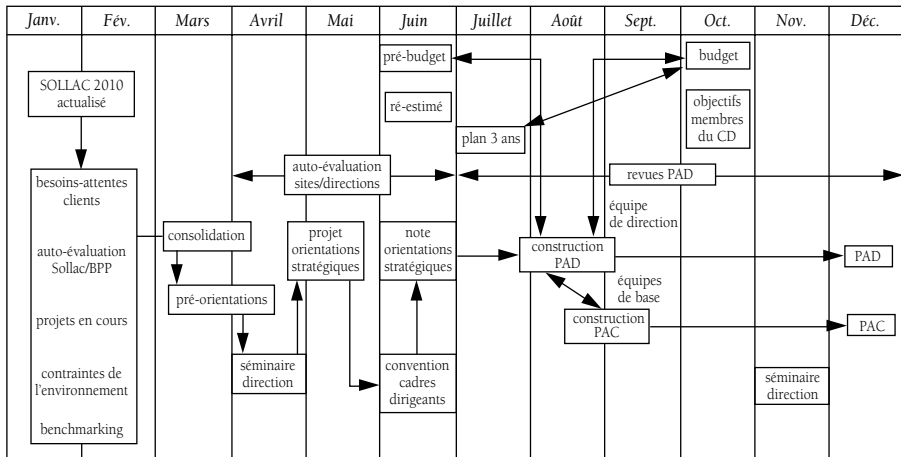 Janv. Fév. Mars Avril Mai Juin Juillet Août Sept. Oct. Nov. Déc.
SOLLAC 2010
actualisé
pré-budget
budget
ré-estimé
objectifs
membres
du CD
plan 3 ans
auto-évaluation
sites/directions
revues PAD
besoins-attentes
clients
auto-évaluation
Sollac/BPP
projets en cours
contraintes de
l'environnement
benchmarking
consolidation
pré-orientations
séminaire
direction
projet
orientations
stratégiques
note
orientations
stratégiques
convention
cadres
dirigeants
équipe
de direction
construction
PAD
PAD
équipes
de base
construction
PAC
PAC
séminaire
direction